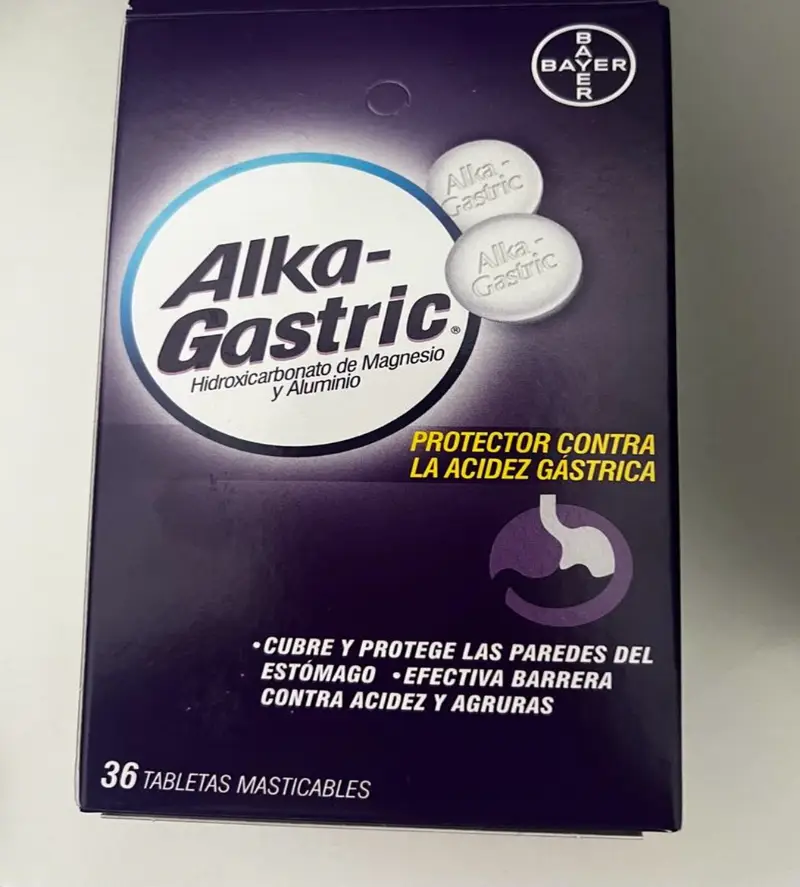 BAYER
BAYER
Alka-
Gastric
Alka-
Gastric
Alka-
Gastric®
Hidroxicarbonato de Magnesio
y Aluminio
PROTECTOR CONTRA
LA ACIDEZ GÁSTRICA
•CUBRE Y PROTEGE LAS PAREDES DEL
ESTÓMAGO •EFECTIVA BARRERA
CONTRA ACIDEZ Y AGRURAS
36 TABLETAS MASTICABLES